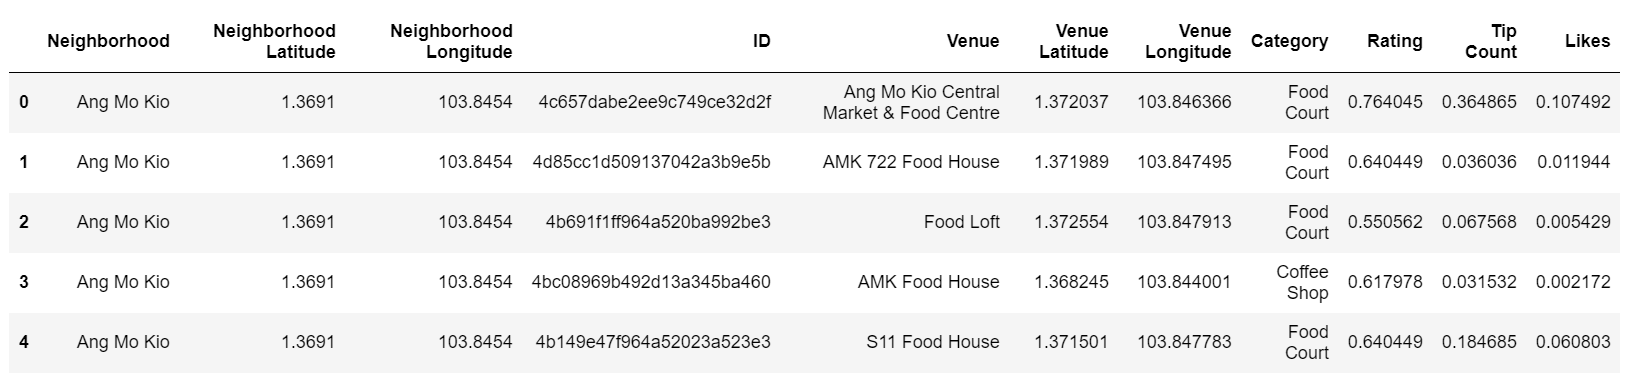 Neighborhood Neighborhood Latitude Neighborhood Longitude ID Venue Venue Latitude Venue Longitude Category Rating Tip Count Likes
0 Ang Mo Kio 1.3691 103.8454 4c657dabe2ee9c749ce32d2f Ang Mo Kio Central Market & Food Centre 1.372037 103.846366 Food Court 0.764045 0.364865 0.107492
1 Ang Mo Kio 1.3691 103.8454 4d85cc1d509137042a3b9e5b AMK 722 Food House 1.371989 103.847495 Food Court 0.640449 0.036036 0.011944
2 Ang Mo Kio 1.3691 103.8454 4b691f1ff964a520ba992be3 Food Loft 1.372554 103.847913 Food Court 0.550562 0.067568 0.005429
3 Ang Mo Kio 1.3691 103.8454 4bc08969b492d13a345ba460 AMK Food House 1.368245 103.844001 Coffee Shop 0.617978 0.031532 0.002172
4 Ang Mo Kio 1.3691 103.8454 4b149e47f964a52023a523e3 S11 Food House 1.371501 103.847783 Food Court 0.640449 0.184685 0.060803